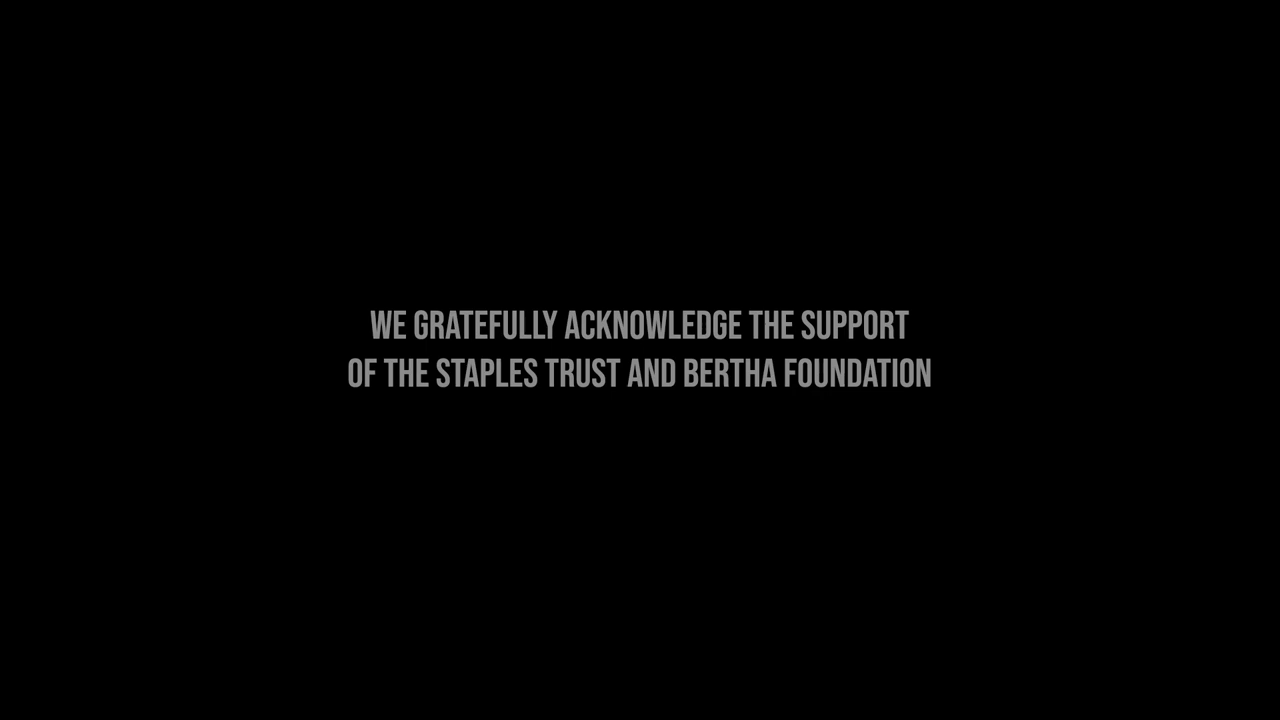 WE GRATEFULLY ACKNOWLEDGE THE SUPPORT
OF THE STAPLES TRUST AND BERTHA FOUNDATION